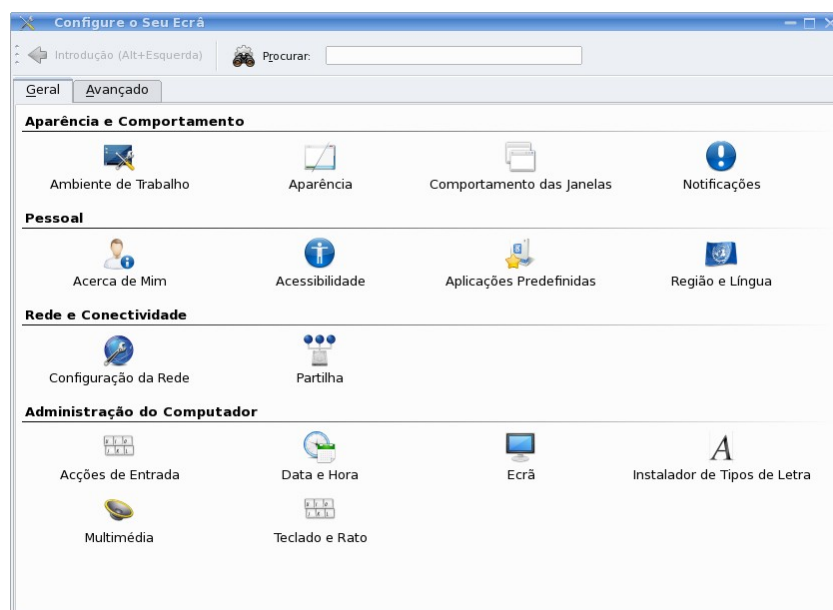 Configure o Seu Ecrã
Introdução (Alt+Esquerda) Procurar:
Geral Avançado
Aparência e Comportamento
Ambiente de Trabalho Aparência Comportamento das Janelas Notificações
Pessoal
Acerca de Mim Acessibilidade Aplicações Predefinidas Região e Língua
Rede e Conectividade
Configuração da Rede Partilha
Administração do Computador
Acções de Entrada Data e Hora Ecrã Instalador de Tipos de Letra
Multimédia Teclado e Rato